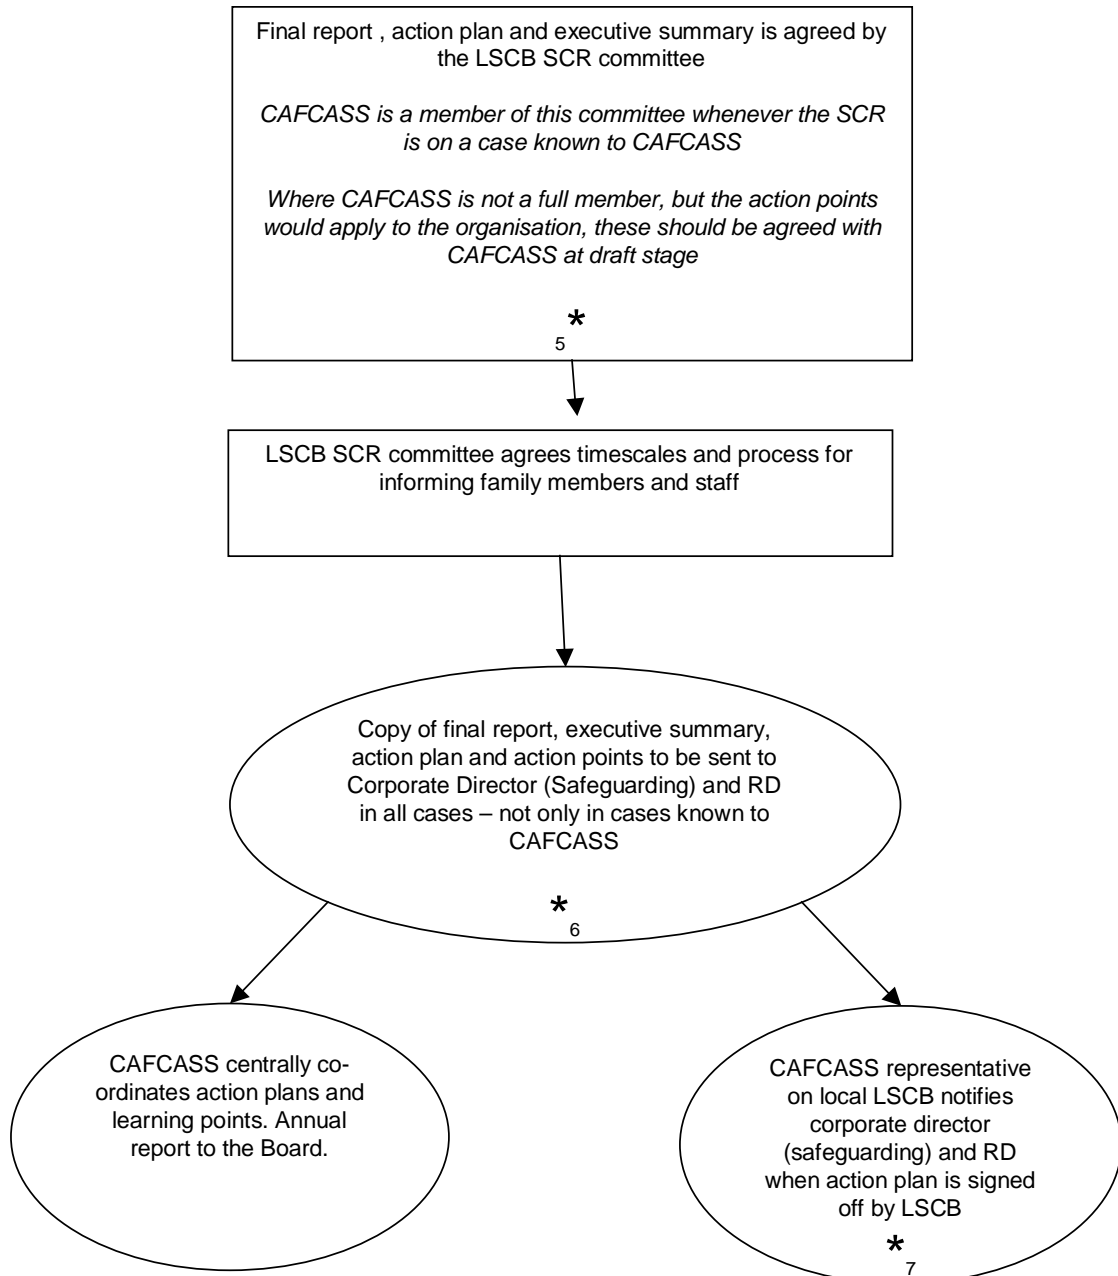 Final report , action plan and executive summary is agreed by
the LSCB SCR committee
CAFCASS is a member of this committee whenever the SCR
is on a case known to CAFCASS
Where CAFCASS is not a full member, but the action points
would apply to the organisation, these should be agreed with
CAFCASS at draft stage
*
5
LSCB SCR committee agrees timescales and process for
informing family members and staff
Copy of final report, executive summary,
action plan and action points to be sent to
Corporate Director (Safeguarding) and RD
in all cases – not only in cases known to
CAFCASS
*
6
CAFCASS centrally co-
ordinates action plans and
learning points. Annual
report to the Board.
CAFCASS representative
on local LSCB notifies
corporate director
(safeguarding) and RD
when action plan is signed
off by LSCB
*
7